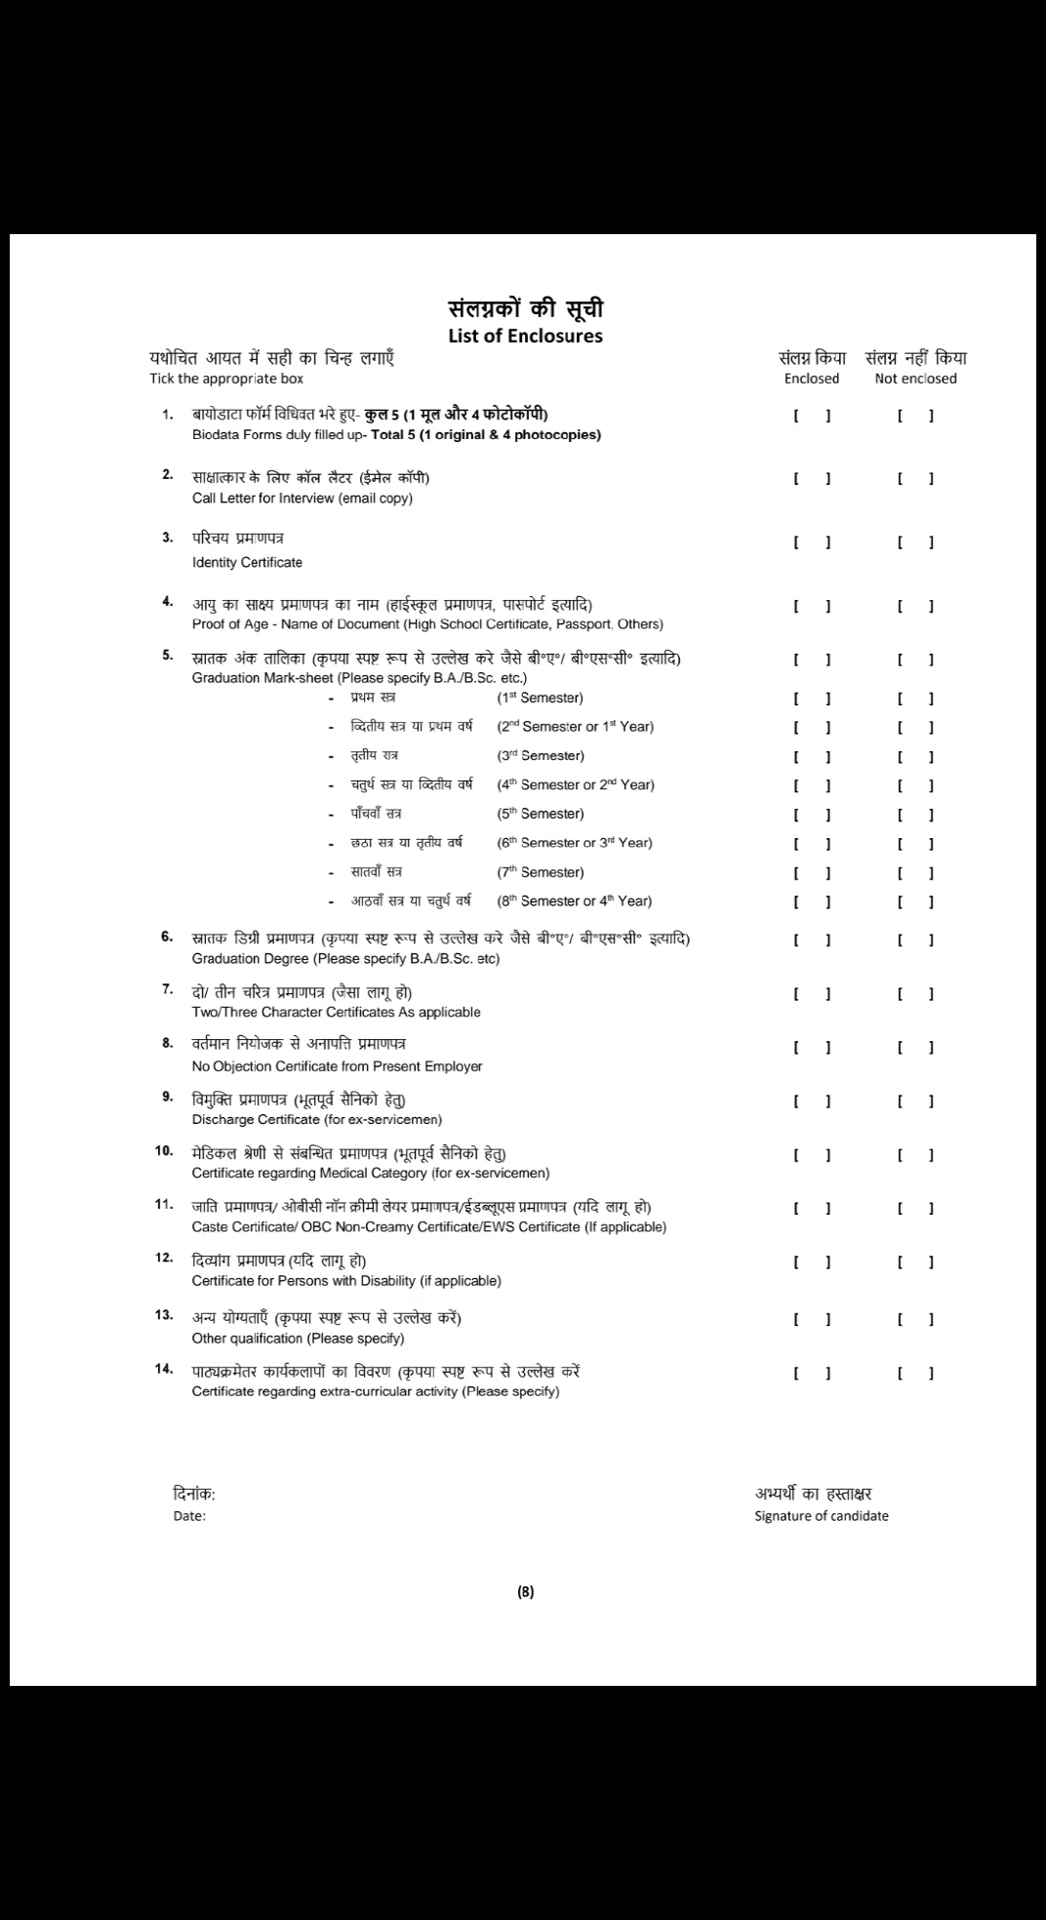 संलग्नकों की सूची
List of Enclosures
यथोचित आयत में सही का चिन्ह लगाएँ संलग्न किया संलग्न नहीं किया
Tick the appropriate box Enclosed Not enclosed
1. बायोडाटा फॉर्म विधिवत भरे हुए- कुल 5 (1 मूल और 4 फोटोकॉपी) [ ] [ ]
Biodata Forms duly filled up- Total 5 (1 original & 4 photocopies)
2. साक्षात्कार के लिए कॉल लैटर (ईमेल कॉपी) [ ] [ ]
Call Letter for Interview (email copy)
3. परिचय प्रमाणपत्र [ ] [ ]
Identity Certificate
4. आयु का साक्ष्य प्रमाणपत्र का नाम (हाईस्कूल प्रमाणपत्र, पासपोर्ट इत्यादि) [ ] [ ]
Proof of Age - Name of Document (High School Certificate, Passport. Others)
5. स्नातक अंक तालिका (कृपया स्पष्ट रूप से उल्लेख करे जैसे बी°ए°/ बी°एस°सी° इत्यादि) [ ] [ ]
Graduation Mark-sheet (Please specify B.A./B.Sc. etc.)
- प्रथम सत्र (1st Semester) [ ] [ ]
- व्दितीय सत्र या प्रथम वर्ष (2nd Semester or 1st Year) [ ] [ ]
- तृतीय सत्र (3rd Semester) [ ] [ ]
- चतुर्थ सत्र या व्दितीय वर्ष (4th Semester or 2nd Year) [ ] [ ]
- पाँचवाँ सत्र (5th Semester) [ ] [ ]
- छठा सत्र या तृतीय वर्ष (6th Semester or 3rd Year) [ ] [ ]
- सातवाँ सत्र (7th Semester) [ ] [ ]
- आठवाँ सत्र या चतुर्थ वर्ष (8th Semester or 4th Year) [ ] [ ]
6. स्नातक डिग्री प्रमाणपत्र (कृपया स्पष्ट रूप से उल्लेख करे जैसे बी°ए°/ बी°एस°सी° इत्यादि) [ ] [ ]
Graduation Degree (Please specify B.A./B.Sc. etc)
7. दो/ तीन चरित्र प्रमाणपत्र (जैसा लागू हो) [ ] [ ]
Two/Three Character Certificates As applicable
8. वर्तमान नियोजक से अनापत्ति प्रमाणपत्र [ ] [ ]
No Objection Certificate from Present Employer
9. विमुक्ति प्रमाणपत्र (भूतपूर्व सैनिको हेतु) [ ] [ ]
Discharge Certificate (for ex-servicemen)
10. मेडिकल श्रेणी से संबन्धित प्रमाणपत्र (भूतपूर्व सैनिको हेतु) [ ] [ ]
Certificate regarding Medical Category (for ex-servicemen)
11. जाति प्रमाणपत्र/ ओबीसी नॉन क्रीमी लेयर प्रमाणपत्र/ईडब्लूएस प्रमाणपत्र (यदि लागू हो) [ ] [ ]
Caste Certificate/ OBC Non-Creamy Certificate/EWS Certificate (If applicable)
12. दिव्यांग प्रमाणपत्र (यदि लागू हो) [ ] [ ]
Certificate for Persons with Disability (if applicable)
13. अन्य योग्यताएँ (कृपया स्पष्ट रूप से उल्लेख करें) [ ] [ ]
Other qualification (Please specify)
14. पाठ्यक्रमेतर कार्यकलापों का विवरण (कृपया स्पष्ट रूप से उल्लेख करें [ ] [ ]
Certificate regarding extra-curricular activity (Please specify)
दिनांक: अभ्यर्थी का हस्ताक्षर
Date: Signature of candidate
(8)